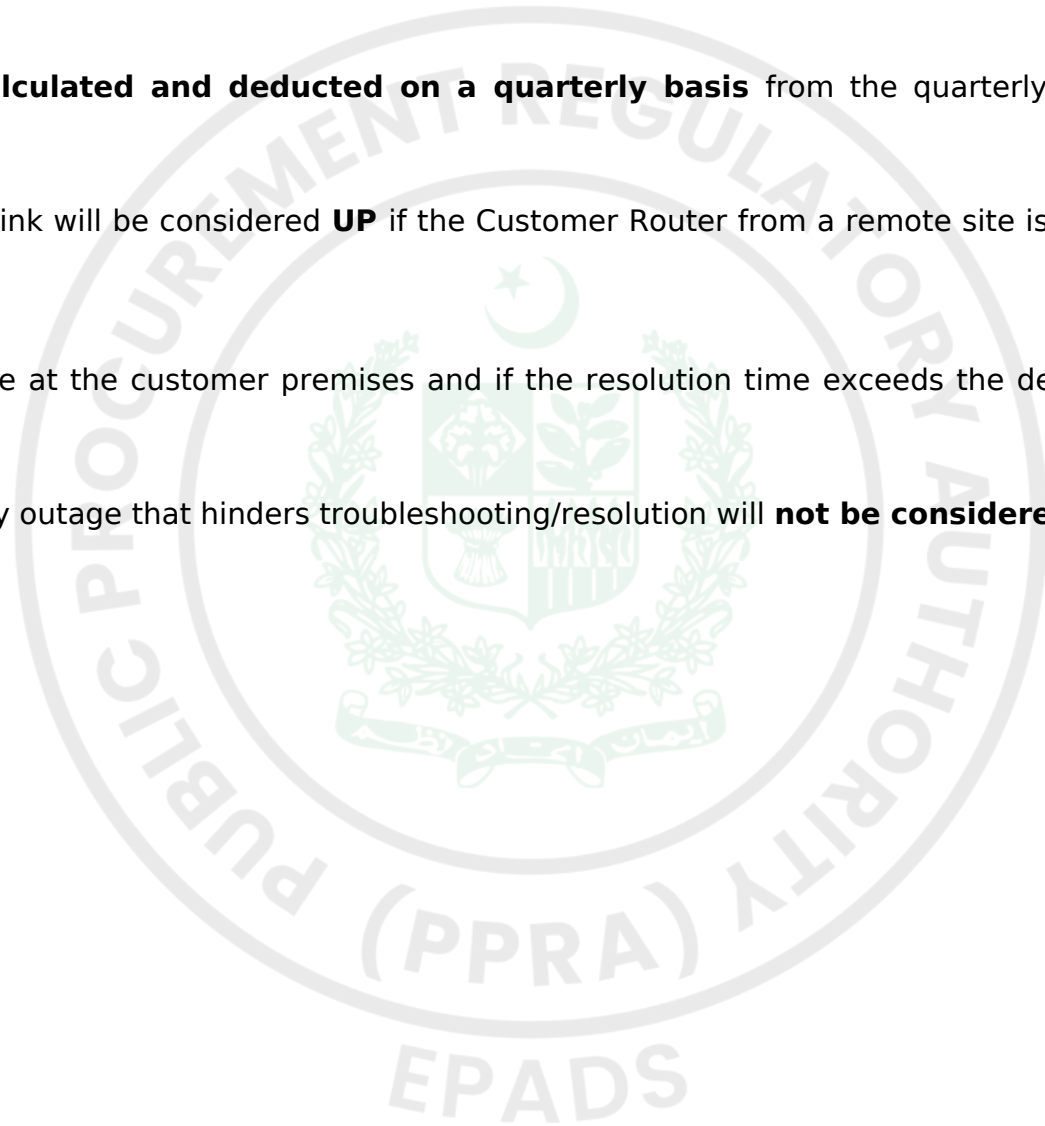 lculated and deducted on a quarterly basis from the quarterly
ink will be considered UP if the Customer Router from a remote site is
e at the customer premises and if the resolution time exceeds the de
y outage that hinders troubleshooting/resolution will not be considere
PUBLIC PROCUREMENT REGULATORY AUTHORITY
(PPRA)
EPADS